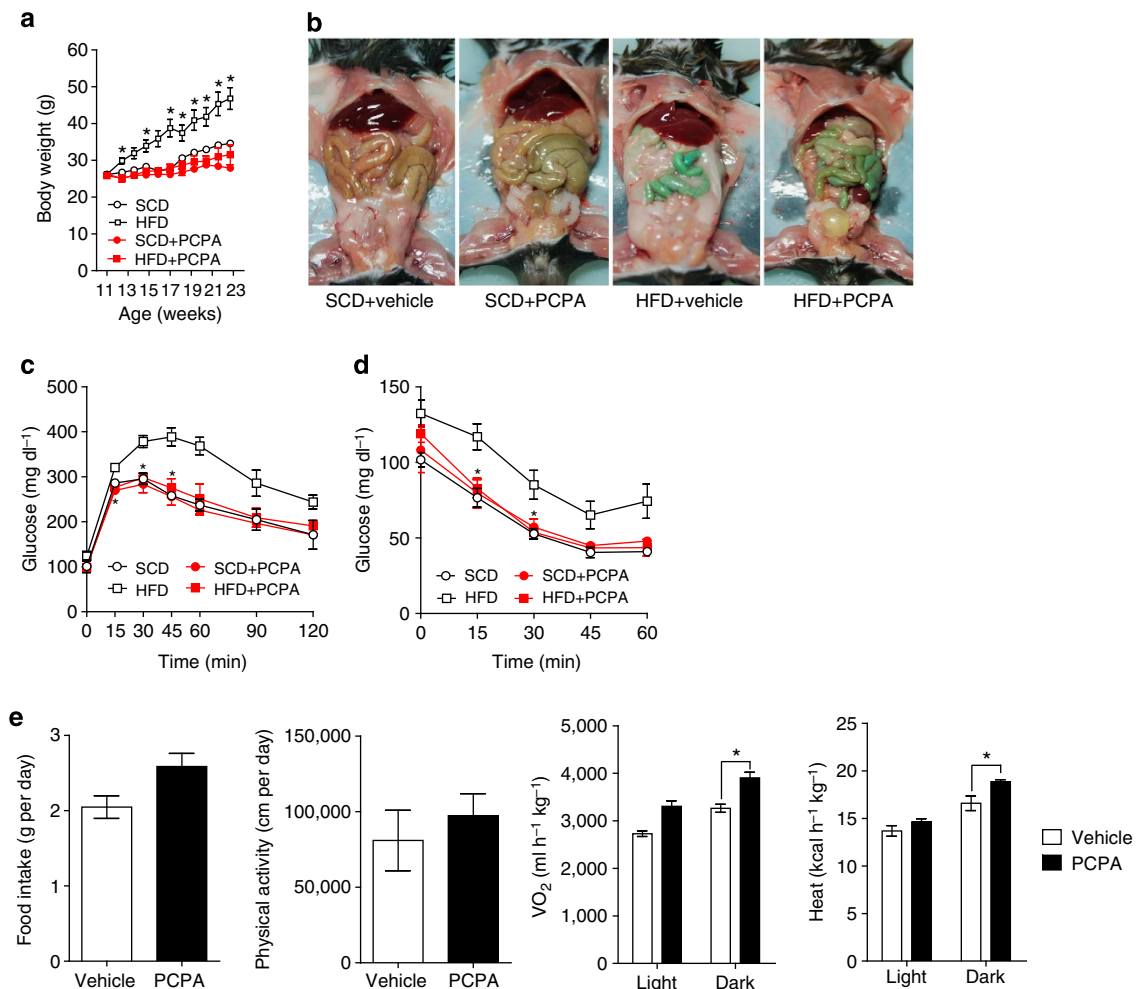 a
Body weight (g)
60
50
40
30
20
10
0
* * * * * * * *
SCD
HFD
SCD+PCPA
HFD+PCPA
11 13 15 17 19 21 23
Age (weeks)
b
SCD+vehicle
SCD+PCPA
HFD+vehicle
HFD+PCPA
c
Glucose (mg dl⁻¹)
500
400
300
200
100
0
* * *
SCD
HFD
SCD+PCPA
HFD+PCPA
0 15 30 45 60 90 120
Time (min)
d
Glucose (mg dl⁻¹)
150
100
50
0
* *
SCD
HFD
SCD+PCPA
HFD+PCPA
0 15 30 45 60
Time (min)
e
Food intake (g per day)
3
2
1
0
Vehicle PCPA
Physical activity (cm per day)
150,000
100,000
50,000
0
Vehicle PCPA
VO₂ (ml h⁻¹ kg⁻¹)
5,000
4,000
3,000
2,000
1,000
0
*
Light Dark
Heat (kcal h⁻¹ kg⁻¹)
25
20
15
10
5
0
*
Light Dark
Vehicle
PCPA